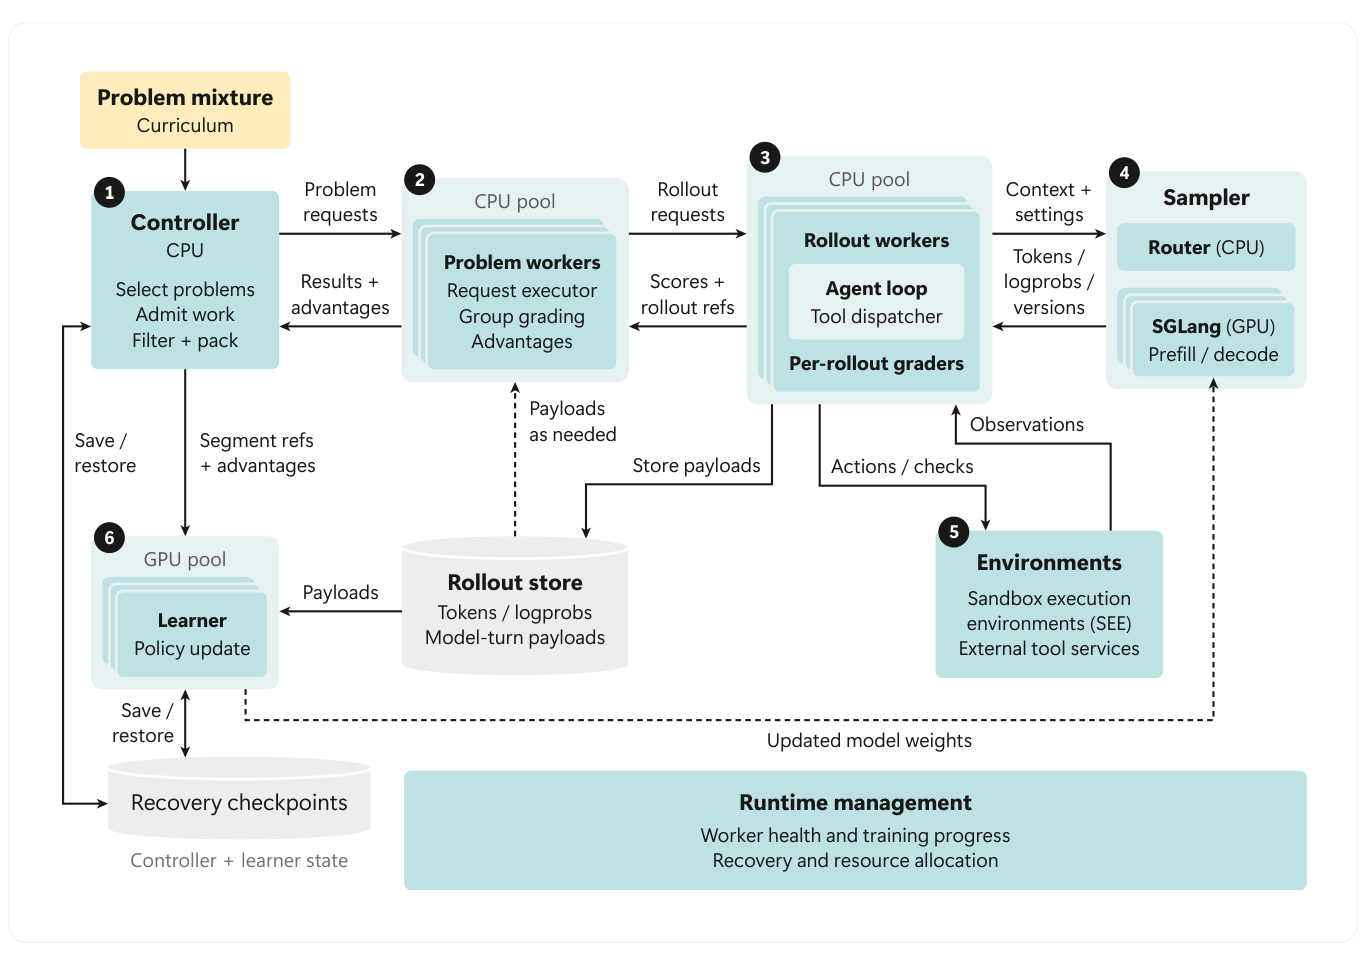 Problem mixture
Curriculum
1
Controller
CPU
Select problems
Admit work
Filter + pack
Problem
requests
Results +
advantages
2
CPU pool
Problem workers
Request executor
Group grading
Advantages
Rollout
requests
Scores +
rollout refs
3
CPU pool
Rollout workers
Agent loop
Tool dispatcher
Per-rollout graders
Context +
settings
Tokens /
logprobs /
versions
4
Sampler
Router (CPU)
SGLang (GPU)
Prefill / decode
Save /
restore
Segment refs
+ advantages
Payloads
as needed
Store payloads
Actions / checks
Observations
6
GPU pool
Learner
Policy update
Payloads
Rollout store
Tokens / logprobs
Model-turn payloads
5
Environments
Sandbox execution
environments (SEE)
External tool services
Save /
restore
Updated model weights
Recovery checkpoints
Controller + learner state
Runtime management
Worker health and training progress
Recovery and resource allocation